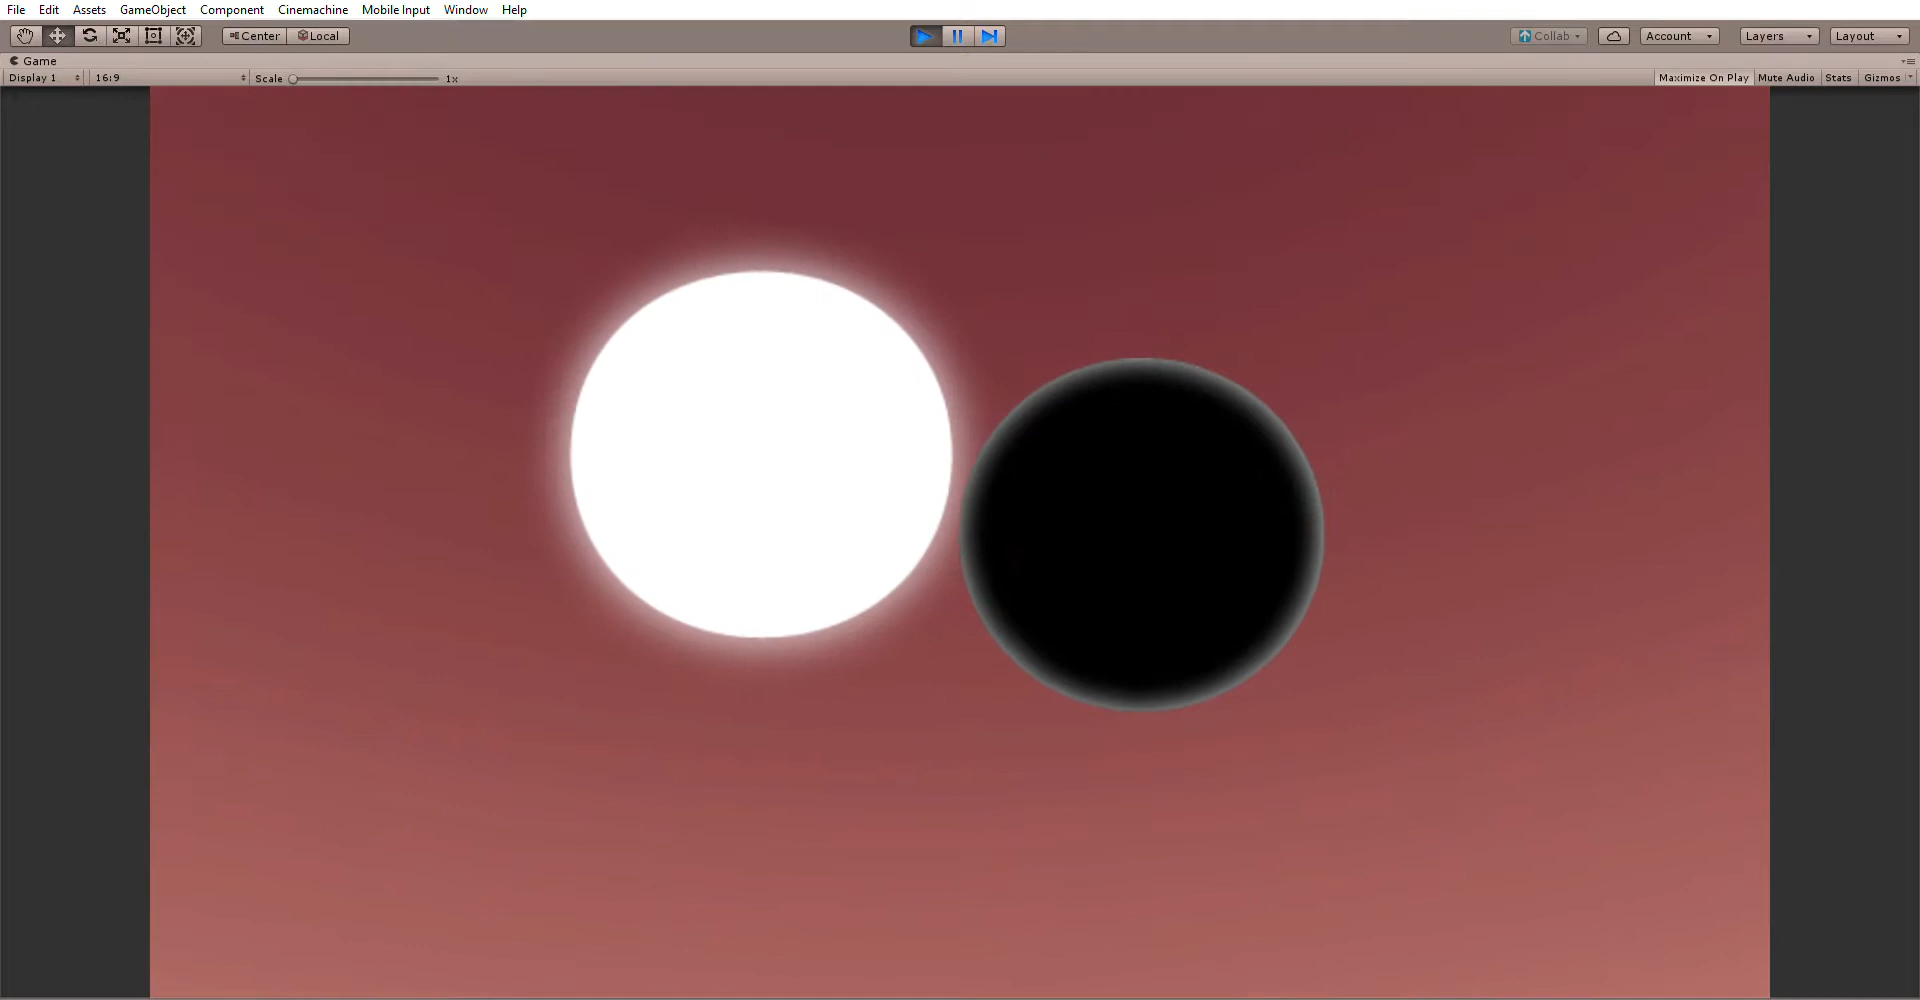 File Edit Assets GameObject Component Cinemachine Mobile Input Window Help
Center Local Collab Account Layers Layout
Game
Display 1 16:9 Scale 1x Maximize On Play Mute Audio Stats Gizmos